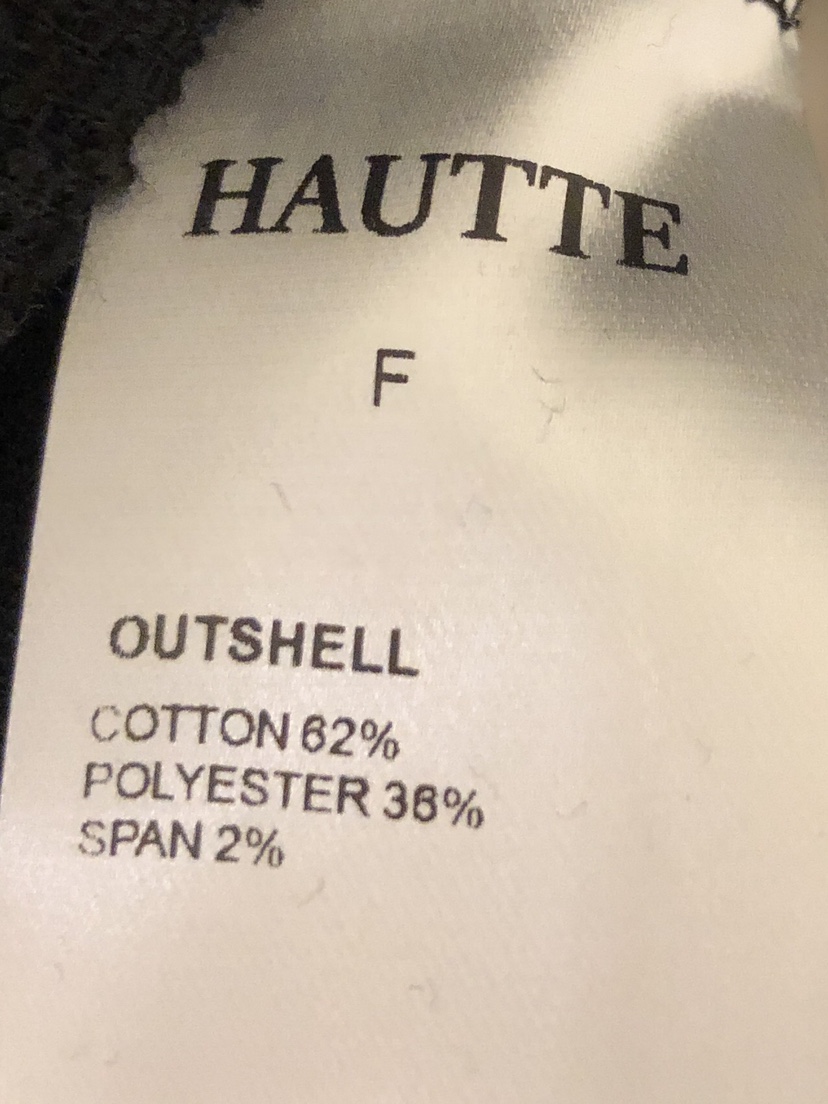 HAUTTE
F
OUTSHELL
COTTON 62%
POLYESTER 36%
SPAN 2%